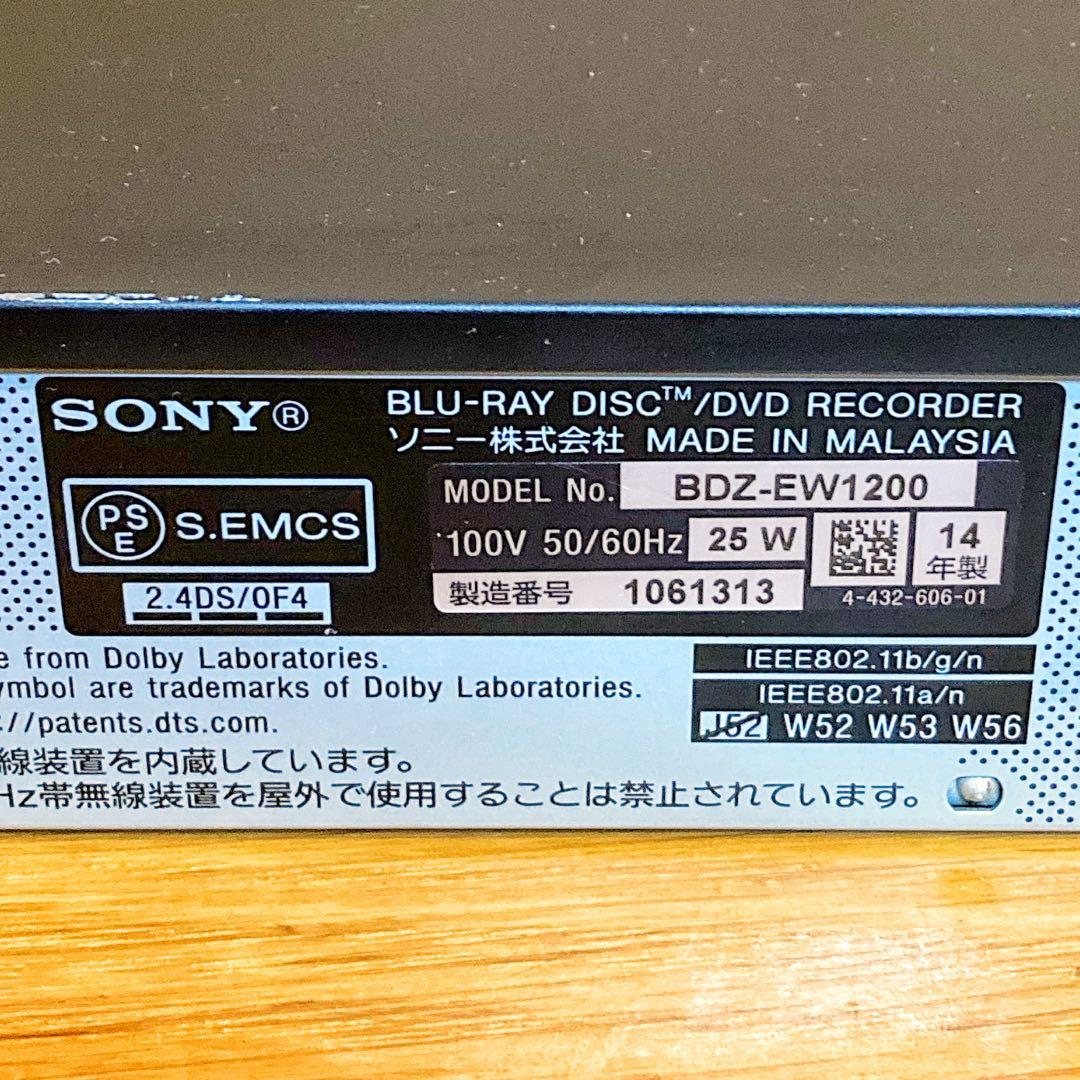 SONY®
BLU-RAY DISC™/DVD RECORDER
ソニー株式会社 MADE IN MALAYSIA
PSE S.EMCS
MODEL No. BDZ-EW1200
100V 50/60Hz 25 W
14年製
2.4DS/OF4
製造番号 1061313
4-432-606-01
e from Dolby Laboratories.
ymbol are trademarks of Dolby Laboratories.
://patents.dts.com.
線装置を内蔵しています。
Hz帯無線装置を屋外で使用することは禁止されています。
IEEE802.11b/g/n
IEEE802.11a/n
J52 W52 W53 W56